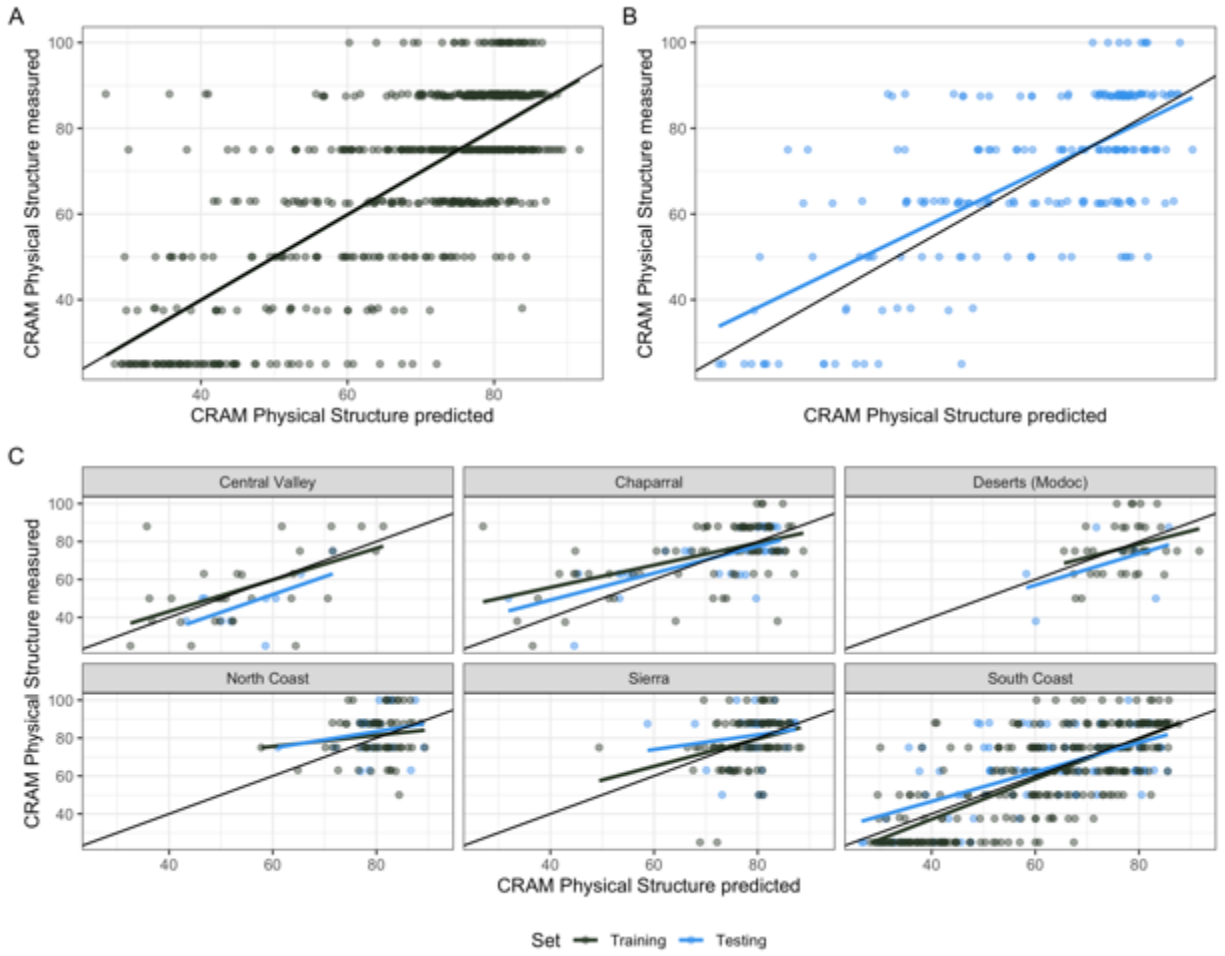 A
B
CRAM Physical Structure measured
100
80
60
40
40
60
80
CRAM Physical Structure predicted
CRAM Physical Structure measured
100
80
60
40
CRAM Physical Structure predicted
C
CRAM Physical Structure measured
Central Valley
Chaparral
Deserts (Modoc)
100
80
60
40
North Coast
Sierra
South Coast
100
80
60
40
40
60
80
40
60
80
40
60
80
CRAM Physical Structure predicted
Set
Training
Testing